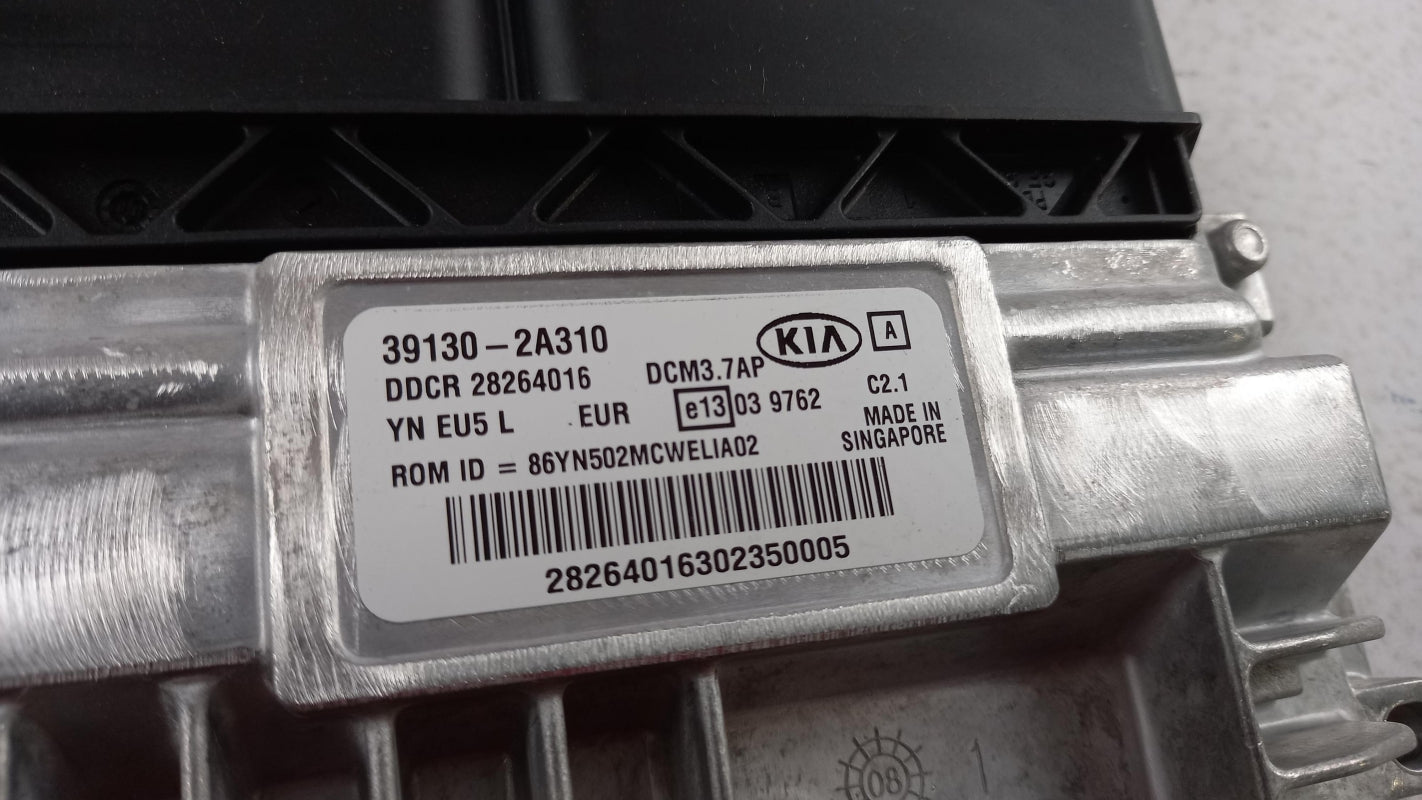 39130-2A310
KIA
A
DDCR 28264016
DCM3.7AP
YN EU5 L EUR
e13 03 9762
C2.1
MADE IN
SINGAPORE
ROM ID = 86YN502MCWELIA02
28264016302350005
08
1